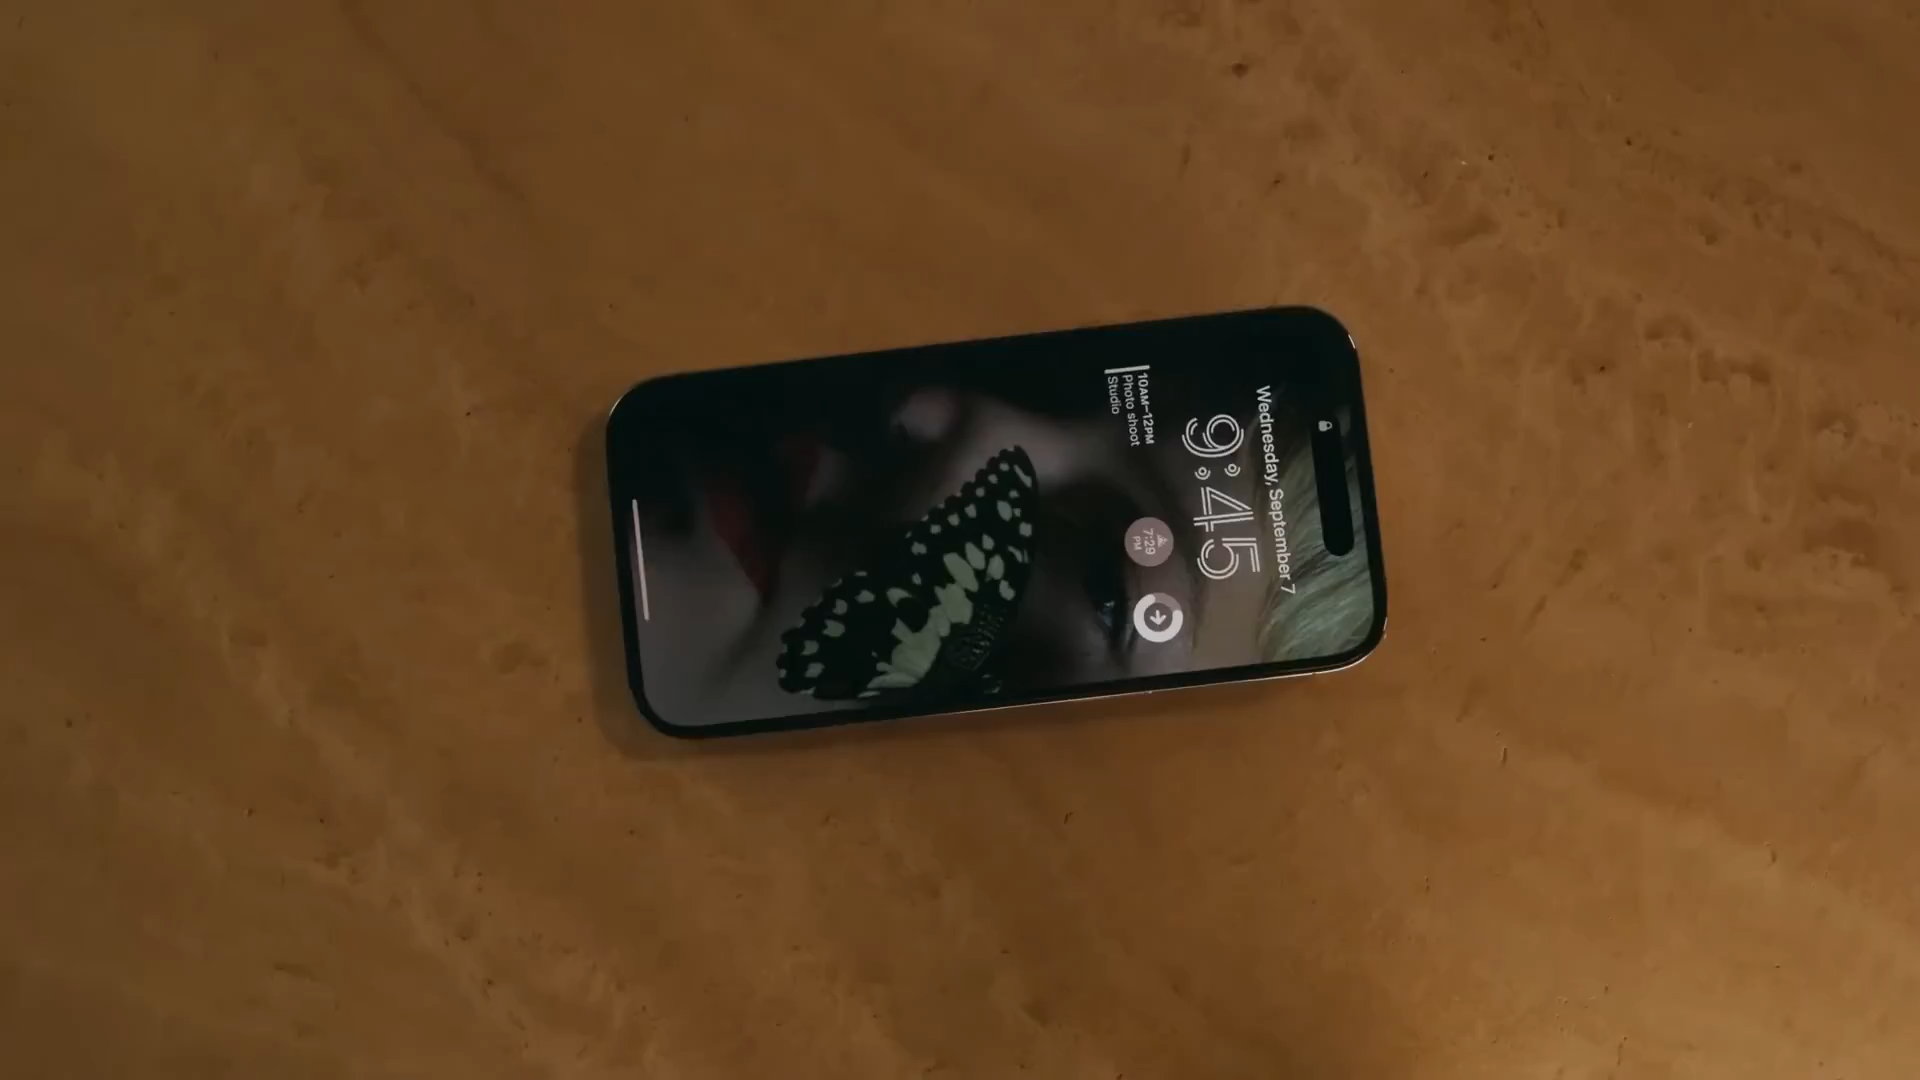 Wednesday, September 7
9:45
10AM–12PM
Photo shoot
Studio
7:29
PM